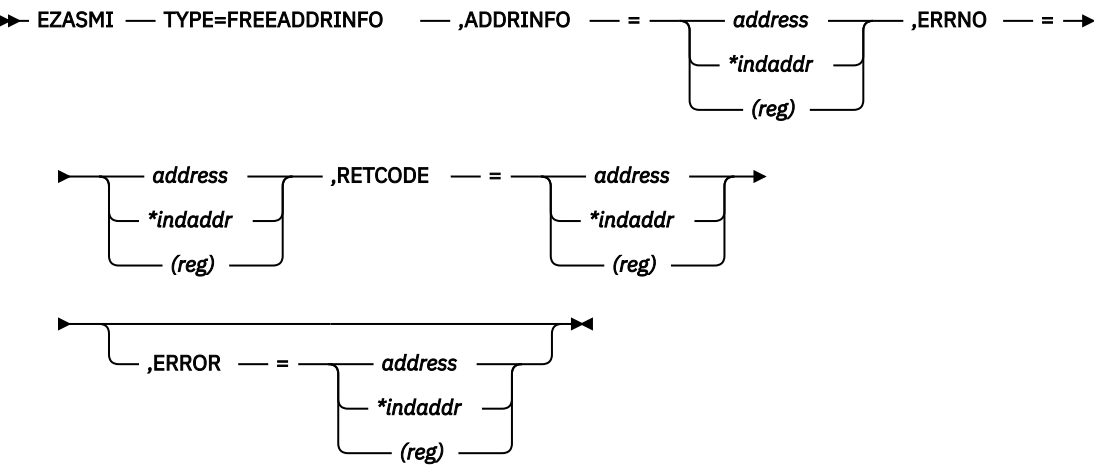 EZASMI TYPE=FREEADDRINFO ,ADDRINFO = address ,ERRNO =
*indaddr
(reg)
address ,RETCODE = address
*indaddr *indaddr
(reg) (reg)
,ERROR = address
*indaddr
(reg)